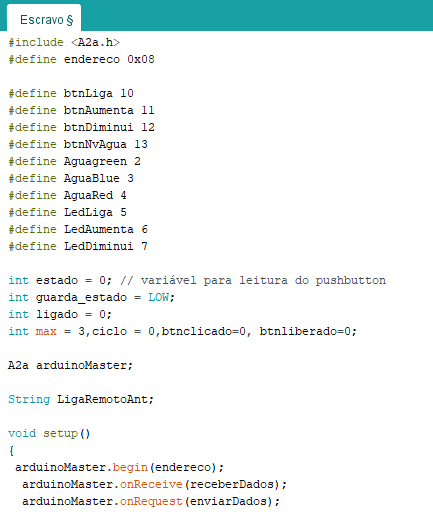 Escravo §
#include <A2a.h>
#define endereco 0x08

#define btnLiga 10
#define btnAumenta 11
#define btnDiminui 12
#define btnNvAgua 13
#define Aguagreen 2
#define AguaBlue 3
#define AguaRed 4
#define LedLiga 5
#define LedAumenta 6
#define LedDiminui 7

int estado = 0; // variável para leitura do pushbutton
int guarda_estado = LOW;
int ligado = 0;
int max = 3,ciclo = 0,btnclicado=0, btnliberado=0;

A2a arduinoMaster;

String LigaRemotoAnt;

void setup()
{
 arduinoMaster.begin(endereco);
  arduinoMaster.onReceive(receberDados);
  arduinoMaster.onRequest(enviarDados);